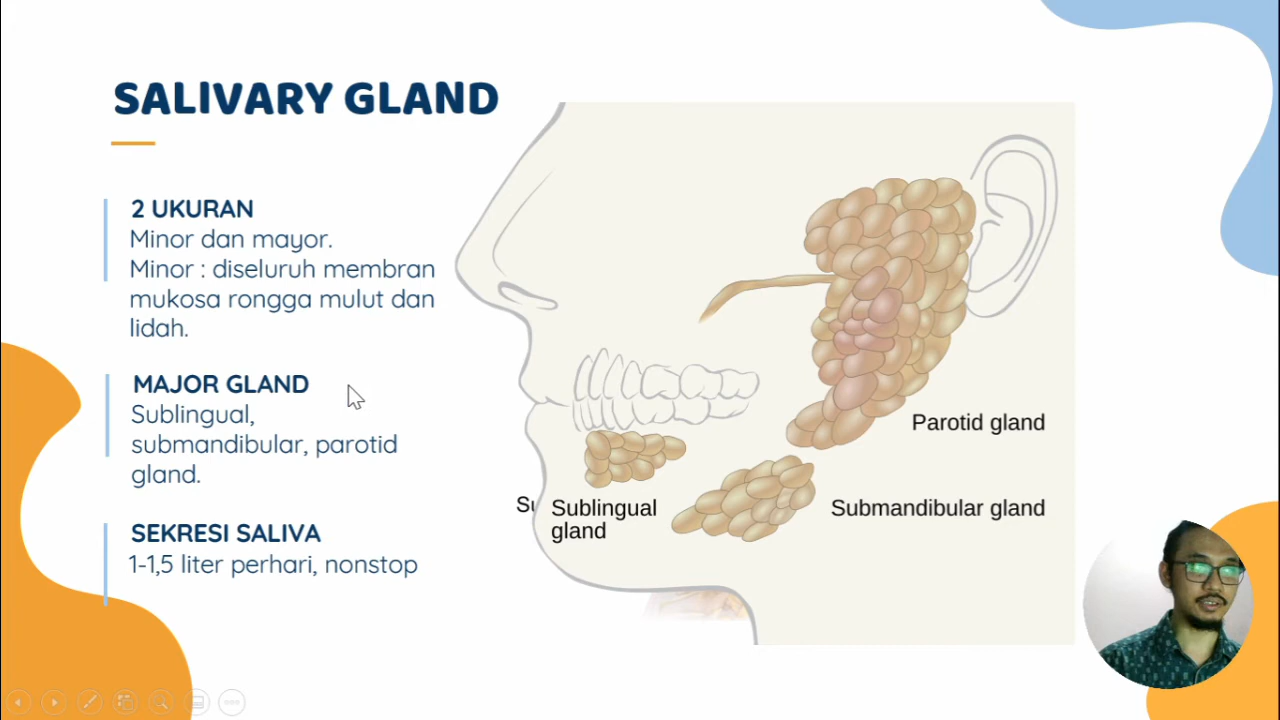 SALIVARY GLAND
2 UKURAN
Minor dan mayor.
Minor : diseluruh membran
mukosa rongga mulut dan
lidah.
MAJOR GLAND
Sublingual,
submandibular, parotid
gland.
SEKRESI SALIVA
1-1,5 liter perhari, nonstop
Parotid gland
Sublingual
gland
Submandibular gland